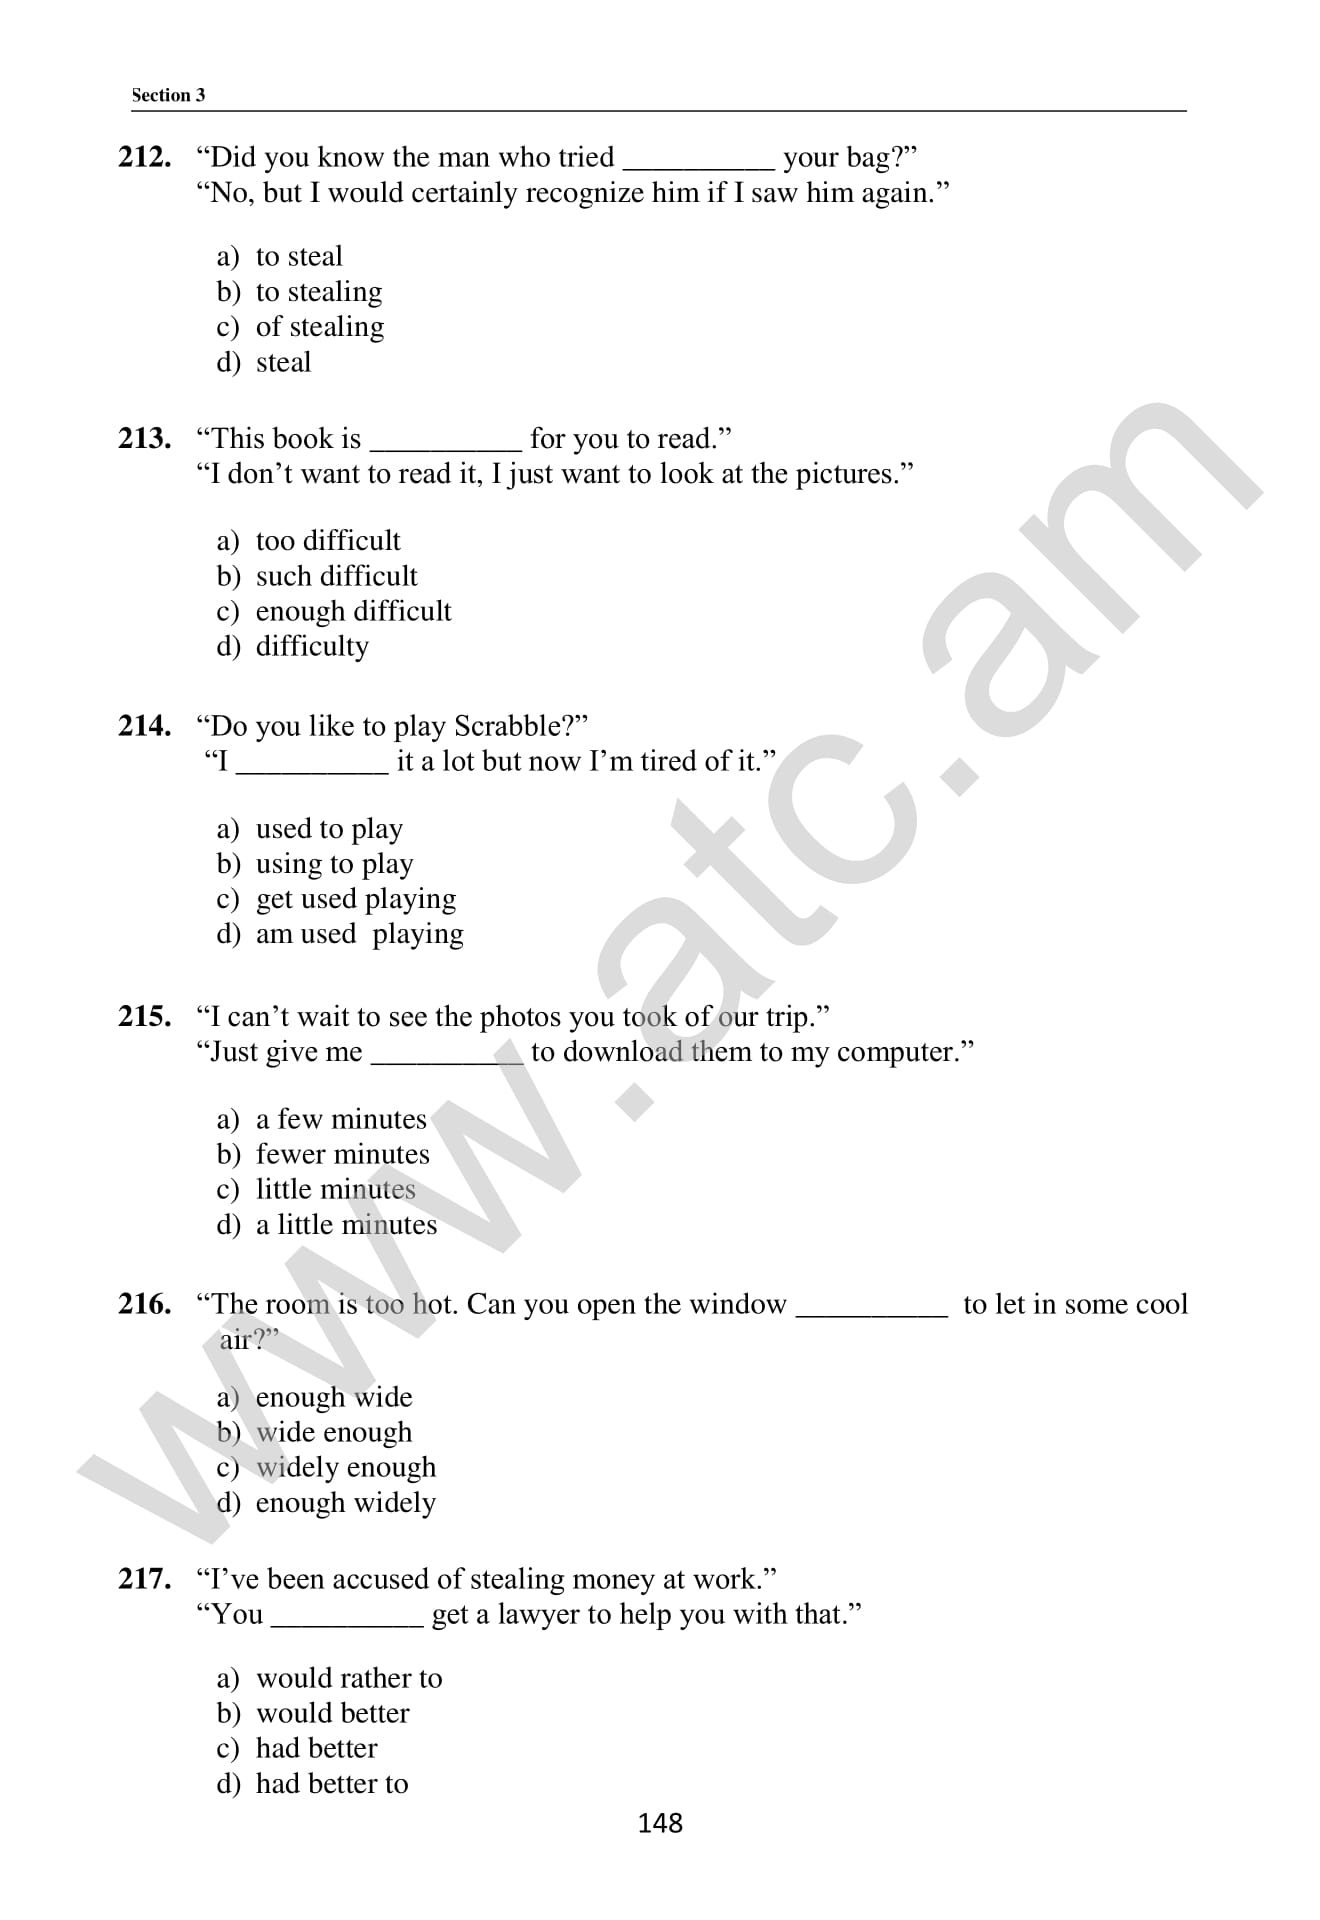 Section 3
212. “Did you know the man who tried __________ your bag?”
“No, but I would certainly recognize him if I saw him again.”
a) to steal
b) to stealing
c) of stealing
d) steal
213. “This book is __________ for you to read.”
“I don’t want to read it, I just want to look at the pictures.”
a) too difficult
b) such difficult
c) enough difficult
d) difficulty
214. “Do you like to play Scrabble?”
“I __________ it a lot but now I’m tired of it.”
a) used to play
b) using to play
c) get used playing
d) am used playing
215. “I can’t wait to see the photos you took of our trip.”
“Just give me __________ to download them to my computer.”
a) a few minutes
b) fewer minutes
c) little minutes
d) a little minutes
216. “The room is too hot. Can you open the window __________ to let in some cool
air?”
a) enough wide
b) wide enough
c) widely enough
d) enough widely
217. “I’ve been accused of stealing money at work.”
“You __________ get a lawyer to help you with that.”
a) would rather to
b) would better
c) had better
d) had better to
148
www.atc.am